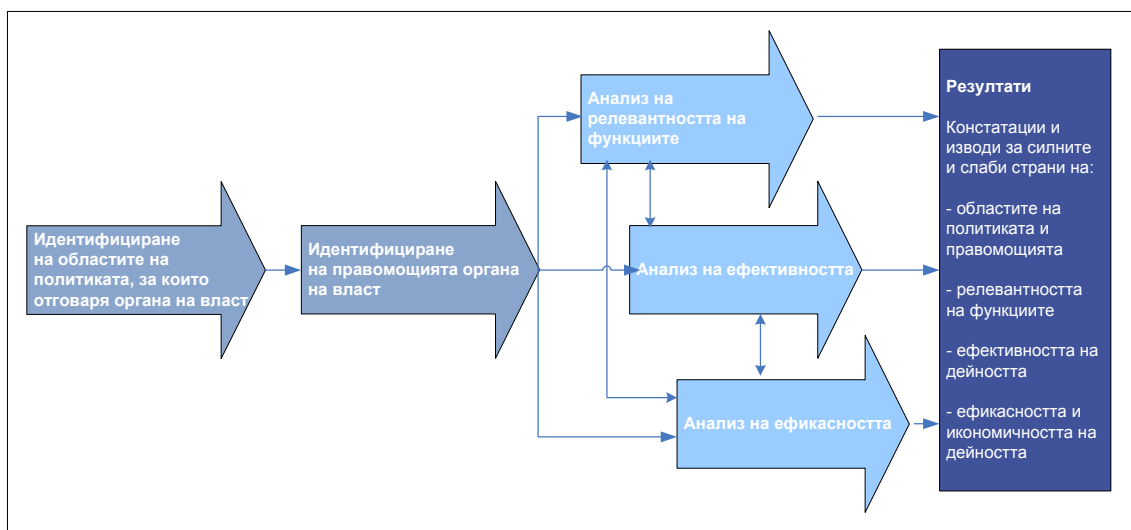 Идентифициране
на областите на
политиката, за които
отговаря органа на власт
Идентифициране
на правомощията органа
на власт
Анализ на
релевантността на
функциите
Анализ на ефективността
Анализ на ефикасността
Резултати
Констатации и
изводи за силните
и слаби страни на:
- областите на
политиката и
правомощията
- релевантността
на функциите
- ефективността на
дейността
- ефикасността и
икономичността на
дейността